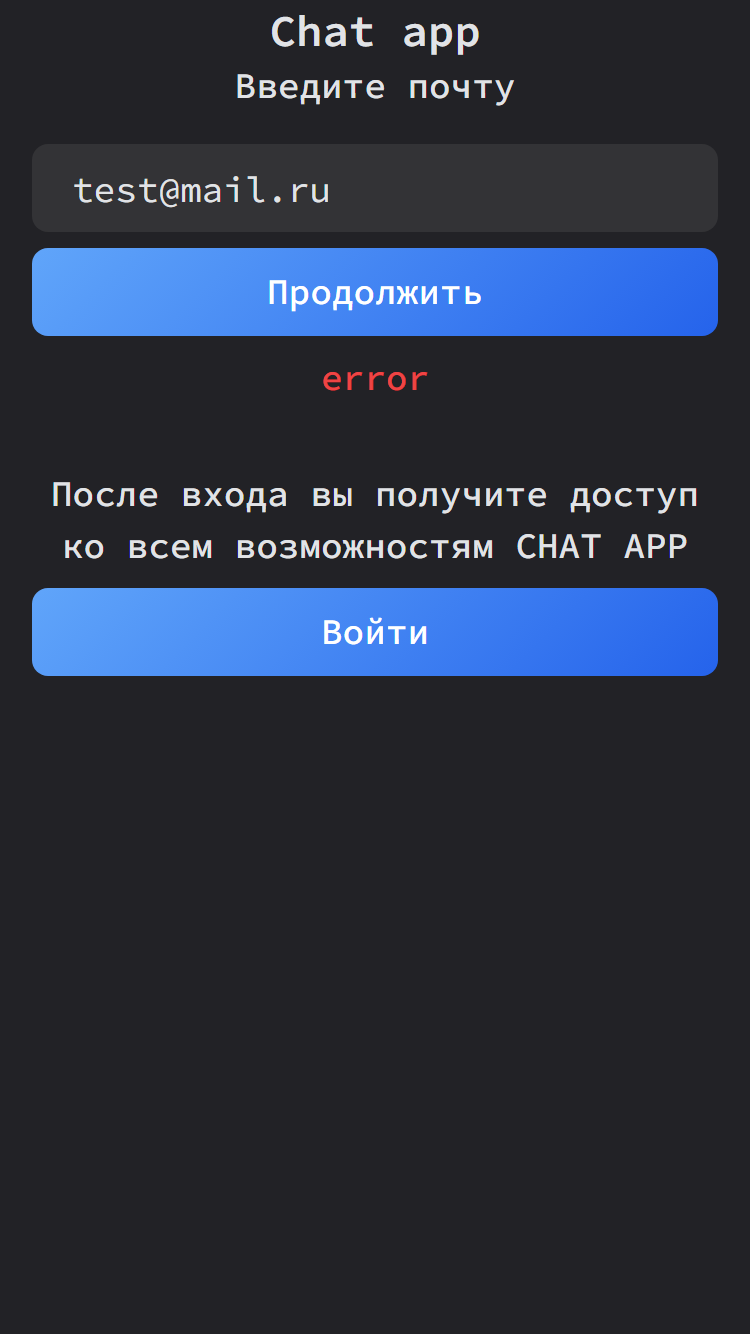 Chat app
Введите почту
test@mail.ru
Продолжить
error
После входа вы получите доступ
ко всем возможностям CHAT APP
Войти